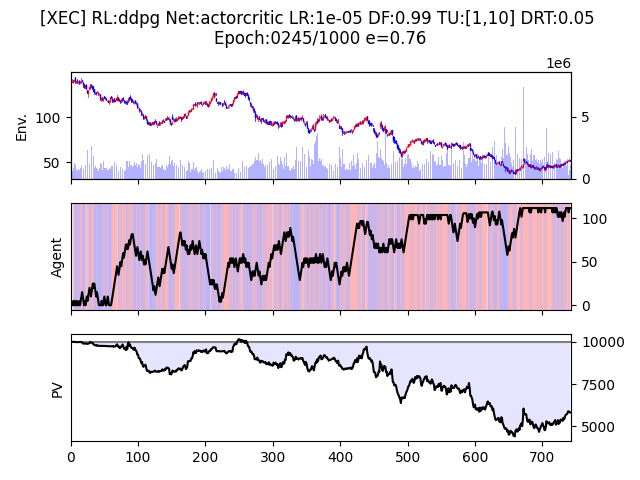 [XEC] RL:ddpg Net:actorcritic LR:1e-05 DF:0.99 TU:[1,10] DRT:0.05
Epoch:0245/1000 e=0.76
1e6
Env.
100
50
5
0
Agent
100
50
0
PV
10000
7500
5000
0 100 200 300 400 500 600 700